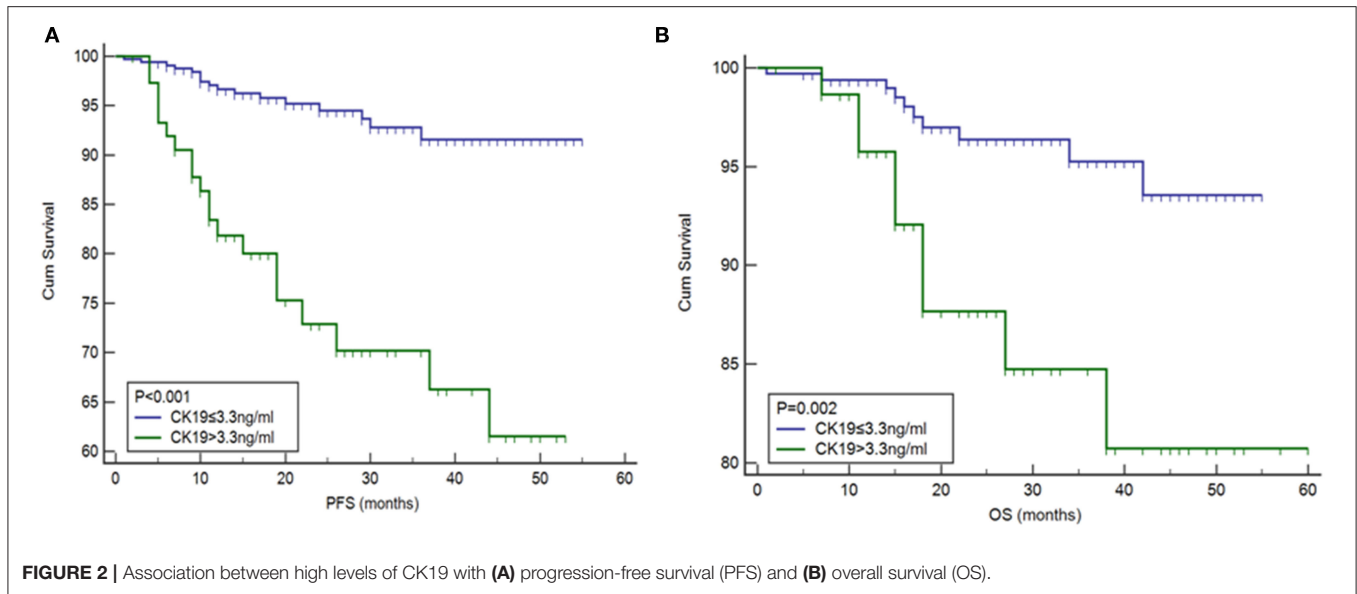 A
100
95
90
85
80
75
70
65
60
Cum Survival
P<0.001
CK19≤3.3ng/ml
CK19>3.3ng/ml
0 10 20 30 40 50 60
PFS (months)
B
100
95
90
85
80
Cum Survival
P=0.002
CK19≤3.3ng/ml
CK19>3.3ng/ml
0 10 20 30 40 50 60
OS (months)
FIGURE 2 | Association between high levels of CK19 with (A) progression-free survival (PFS) and (B) overall survival (OS).